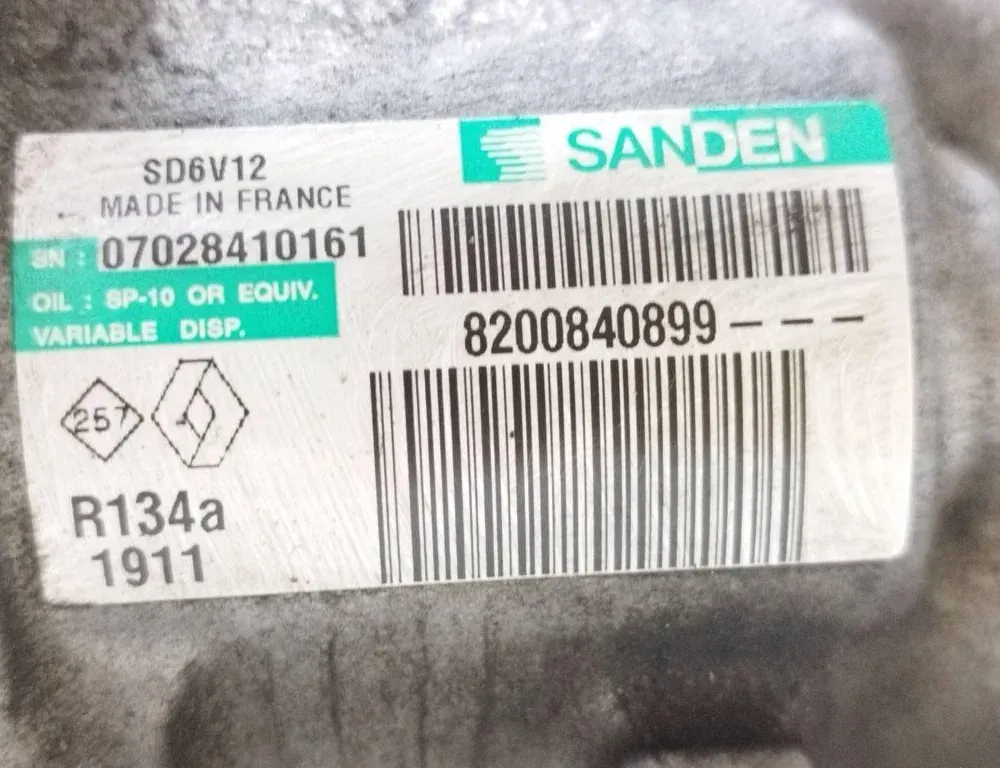 SANDEN
SD6V12
MADE IN FRANCE
SN : 07028410161
OIL : SP-10 OR EQUIV.
VARIABLE DISP.
8200840899---
257
R134a
1911